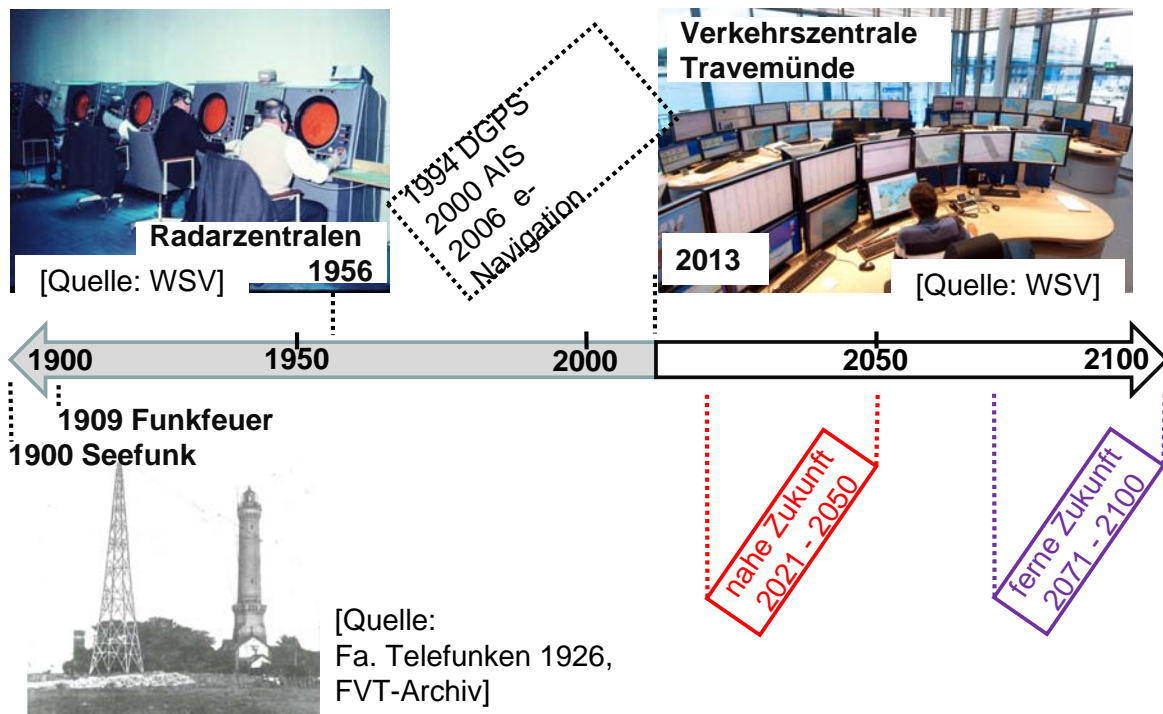 Radarzentralen
1956
[Quelle: WSV]
1994 DGPS
2000 AIS
2006 e-
Navigation
Verkehrszentrale
Travemünde
2013
[Quelle: WSV]
1900
1950
2000
2050
2100
1909 Funkfeuer
1900 Seefunk
[Quelle:
Fa. Telefunken 1926,
FVT-Archiv]
nahe Zukunft
2021 - 2050
ferne Zukunft
2071 - 2100